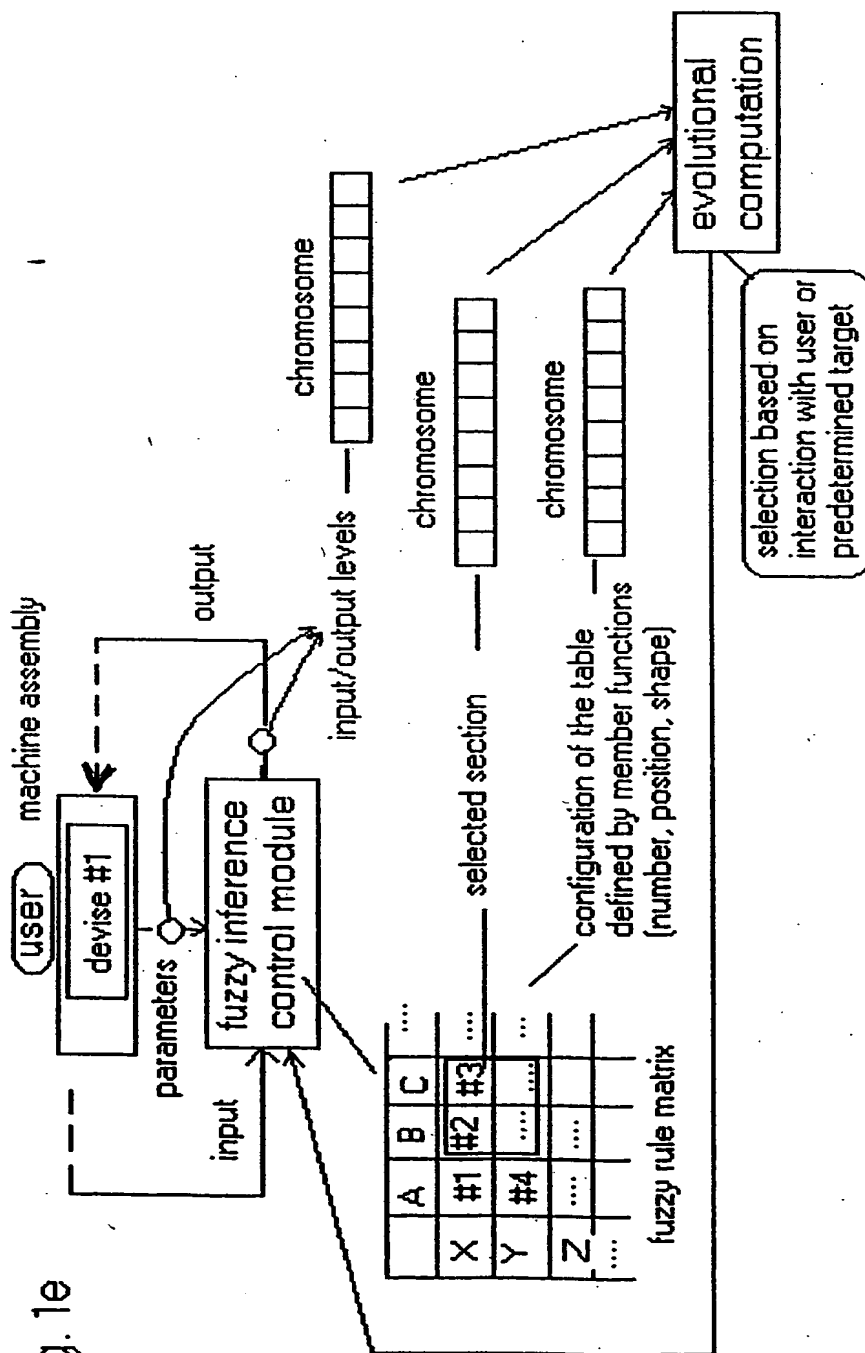 g. 1e
user
machine assembly
devise #1
parameters
input
output
fuzzy inference
control module
input/output levels
chromosome
A B C ....
X #1 #2 #3 ....
Y #4 .... .... ...
Z .... ....
....
fuzzy rule matrix
selected section
chromosome
configuration of the table
defined by member functions
(number, position, shape)
chromosome
evolutional
computation
selection based on
interaction with user or
predetermined target